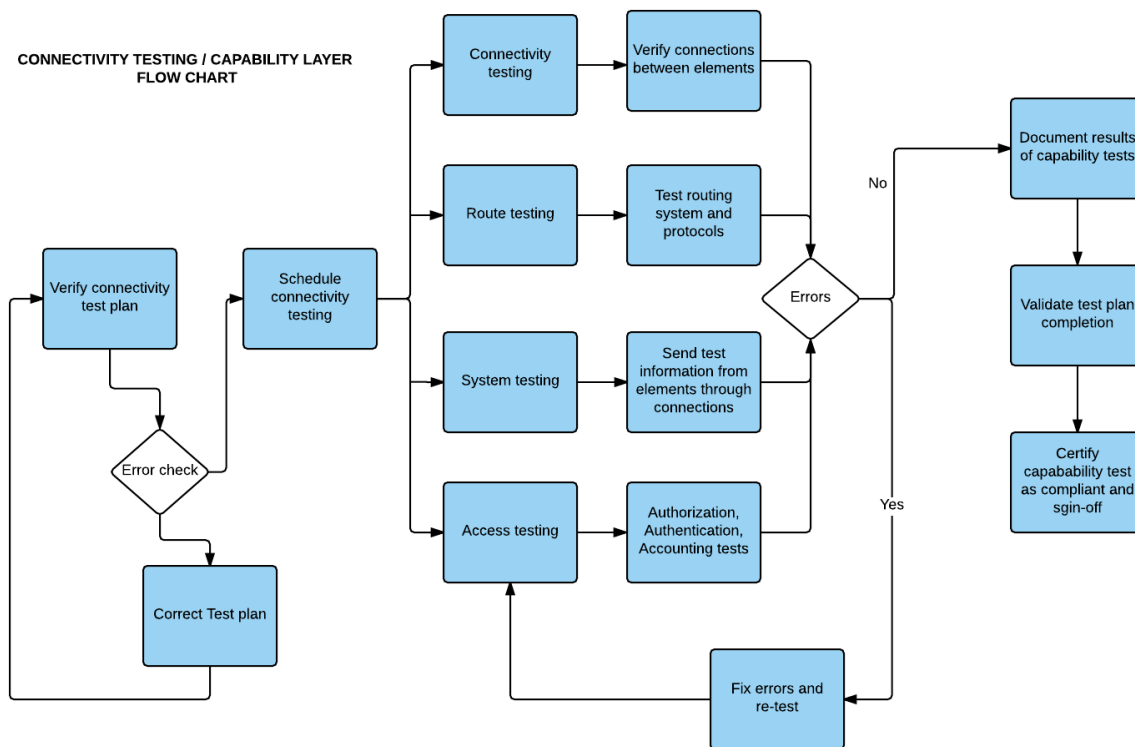 CONNECTIVITY TESTING / CAPABILITY LAYER
FLOW CHART
Verify connectivity
test plan
Error check
Correct Test plan
Schedule
connectivity
testing
Connectivity
testing
Verify connections
between elements
Route testing
Test routing
system and
protocols
System testing
Send test
information from
elements through
connections
Access testing
Authorization,
Authentication,
Accounting tests
Errors
No
Yes
Fix errors and
re-test
Document results
of capability tests
Validate test plan
completion
Certify
capabability test
as compliant and
sgin-off